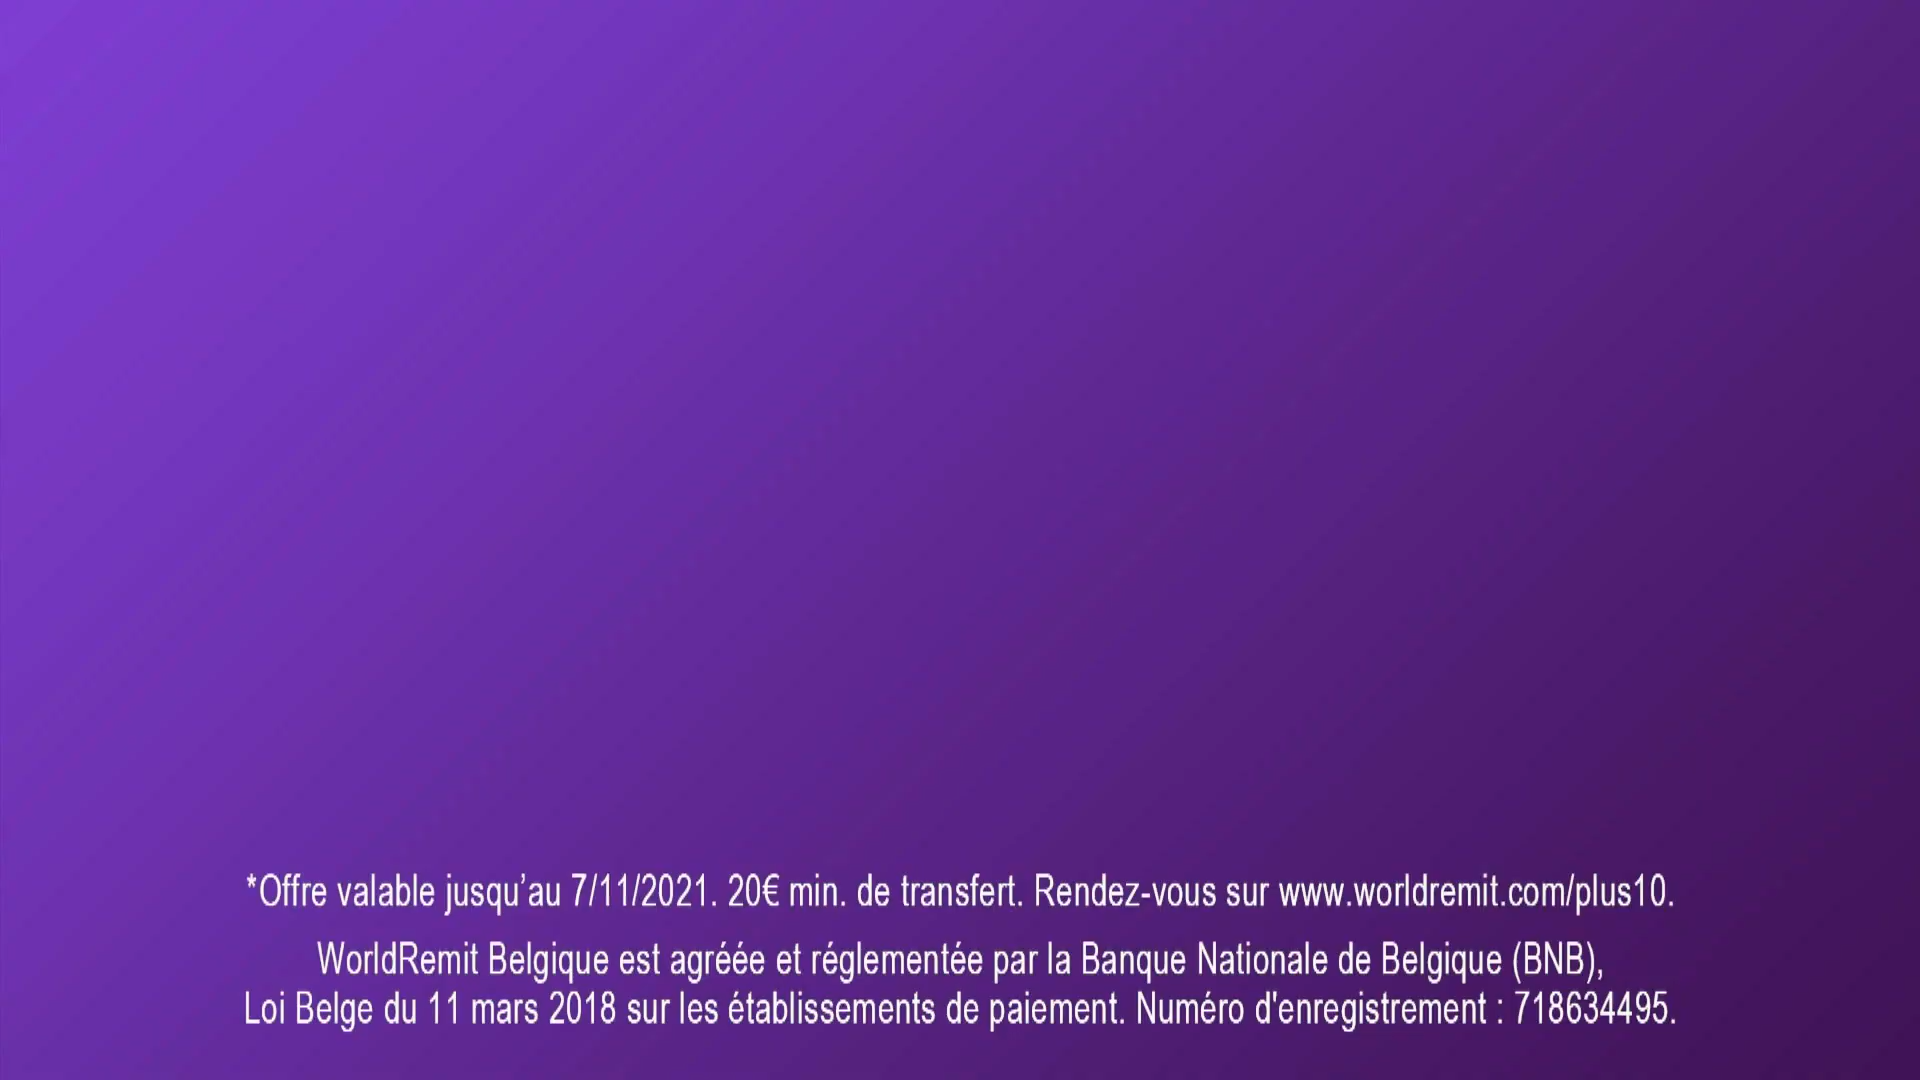 *Offre valable jusqu’au 7/11/2021. 20€ min. de transfert. Rendez-vous sur www.worldremit.com/plus10.
WorldRemit Belgique est agréée et réglementée par la Banque Nationale de Belgique (BNB),
Loi Belge du 11 mars 2018 sur les établissements de paiement. Numéro d'enregistrement : 718634495.